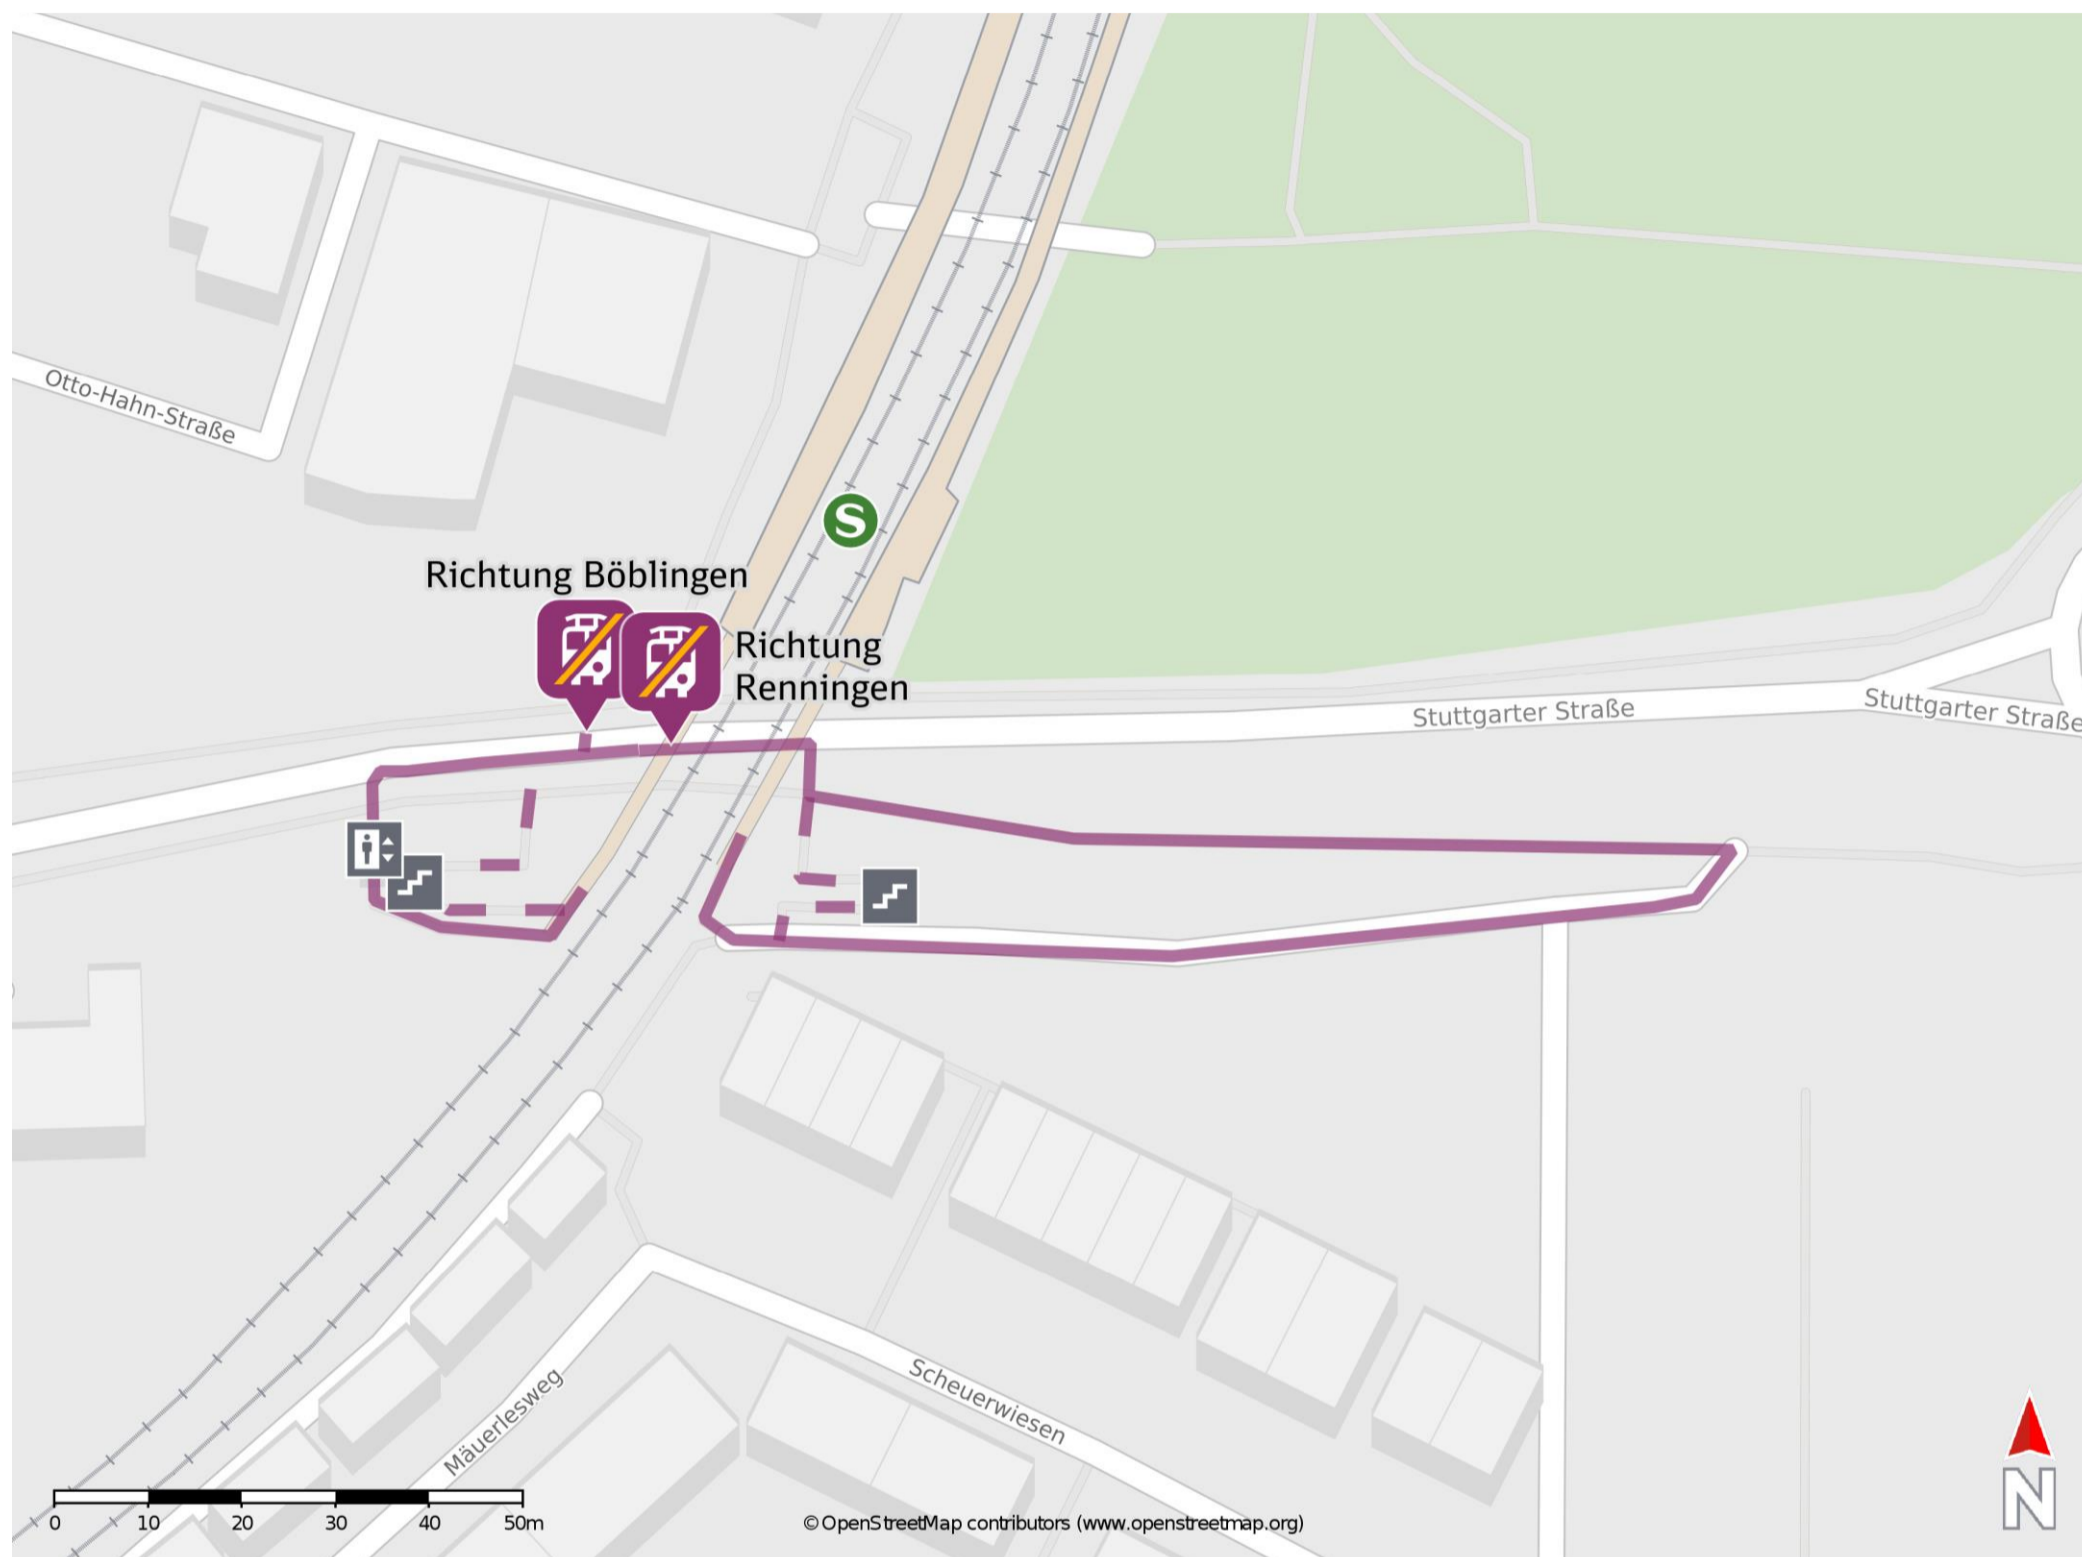 Otto-Hahn-Straße
S
Richtung Böblingen
Richtung
Renningen
Stuttgarter Straße
Stuttgarter Straße
Mäuerlesweg
Scheuerwiesen
0 10 20 30 40 50m
© OpenStreetMap contributors (www.openstreetmap.org)
N